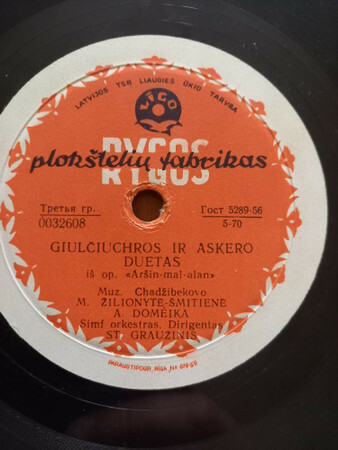 LATVIJOS TSR LIAUDIES ŪKIO TARYBA
LĪGO
RYGOS
plokštelių fabrikas
Третья гр.
0032608
Гост 5289-56
5-70
GIULČIUCHROS IR ASKERO
DUETAS
iš op. «Aršin-mal-alan»
Muz. Chadžibekovo
M. ŽILIONYTĖ-ŠMITIENĖ
A. DOMEIKA
Simf orkestras. Dirigentas
ST. GRAUŽINIS